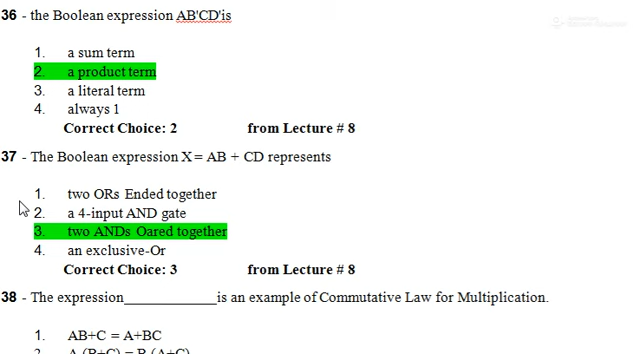 36 - the Boolean expression AB'CD'is
1. a sum term
2. a product term
3. a literal term
4. always 1
Correct Choice: 2 from Lecture # 8
37 - The Boolean expression X = AB + CD represents
1. two ORs Ended together
2. a 4-input AND gate
3. two ANDs Oared together
4. an exclusive-Or
Correct Choice: 3 from Lecture # 8
38 - The expression____________is an example of Commutative Law for Multiplication.
1. AB+C = A+BC
2. A (B+C) = B (A+C)